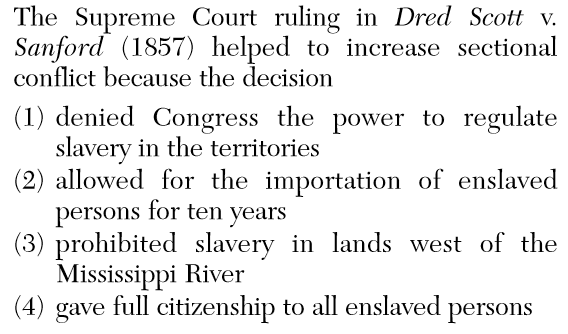 The Supreme Court ruling in Dred Scott v.
Sanford (1857) helped to increase sectional
conflict because the decision
(1) denied Congress the power to regulate
slavery in the territories
(2) allowed for the importation of enslaved
persons for ten years
(3) prohibited slavery in lands west of the
Mississippi River
(4) gave full citizenship to all enslaved persons